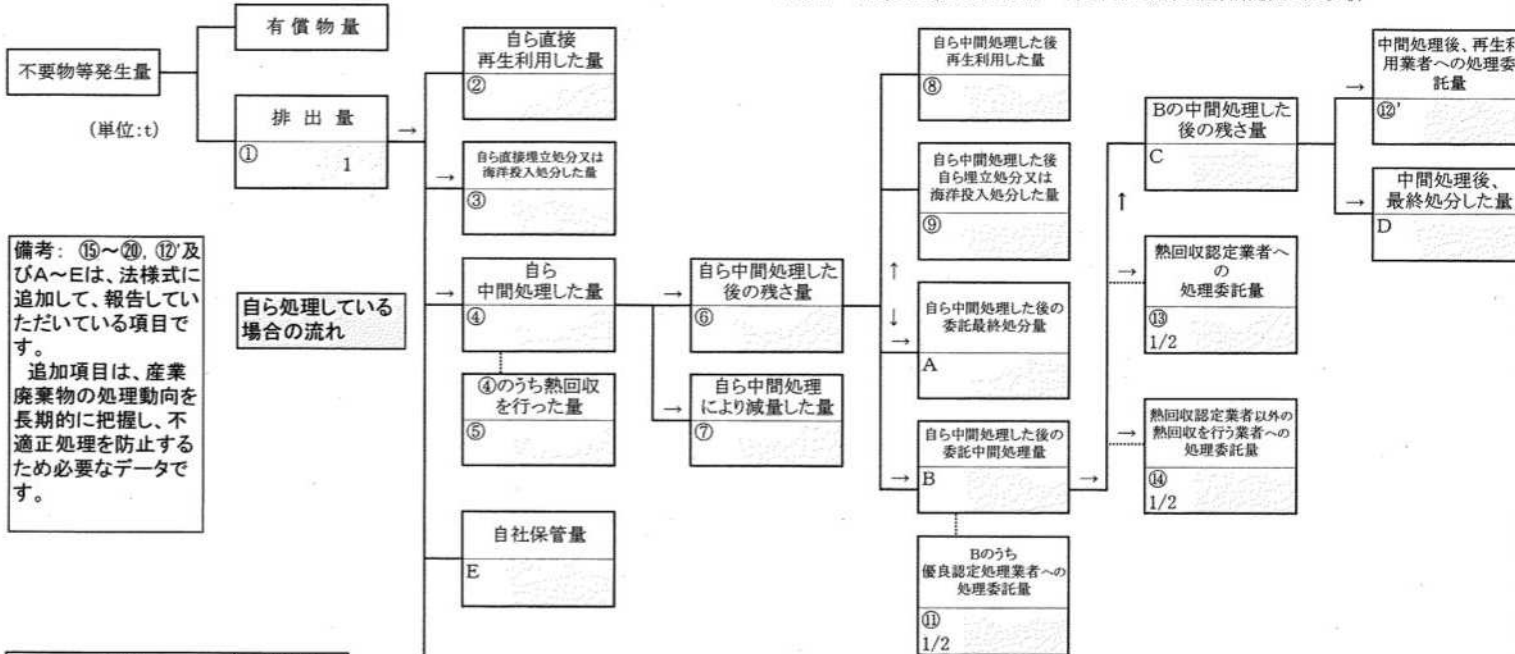 有償物量
不要物等発生量
(単位:t)
排出量
①
1
→
自ら直接
再生利用した量
②
→
自ら直接埋立処分又は
海洋投入処分した量
③
→
自ら
中間処理した量
④
④のうち熱回収
を行った量
⑤
自社保管量
E
備考: ⑮~⑳, ⑫'及
びA~Eは、法様式に
追加して、報告してい
ただいている項目で
す。
追加項目は、産業
廃棄物の処理動向を
長期的に把握し、不
適正処理を防止する
ため必要なデータで
す。
自ら処理している
場合の流れ
→
自ら中間処理した
後の残さ量
⑥
→
自ら中間処理
により減量した量
⑦
自ら中間処理した後
再生利用した量
⑧
自ら中間処理した後
自ら埋立処分又は
海洋投入処分した量
⑨
↑
↓
→
自ら中間処理した後の
委託最終処分量
A
→
自ら中間処理した後の
委託中間処理量
B
Bのうち
優良認定処理業者への
処理委託量
⑪
1/2
→
↑
Bの中間処理した
後の残さ量
C
→
熱回収認定業者へ
の
処理委託量
⑬
1/2
→
熱回収認定業者以外の
熱回収を行う業者への
処理委託量
⑭
1/2
→
中間処理後、再生利
用業者への処理委
託量
⑫'
→
中間処理後、
最終処分した量
D